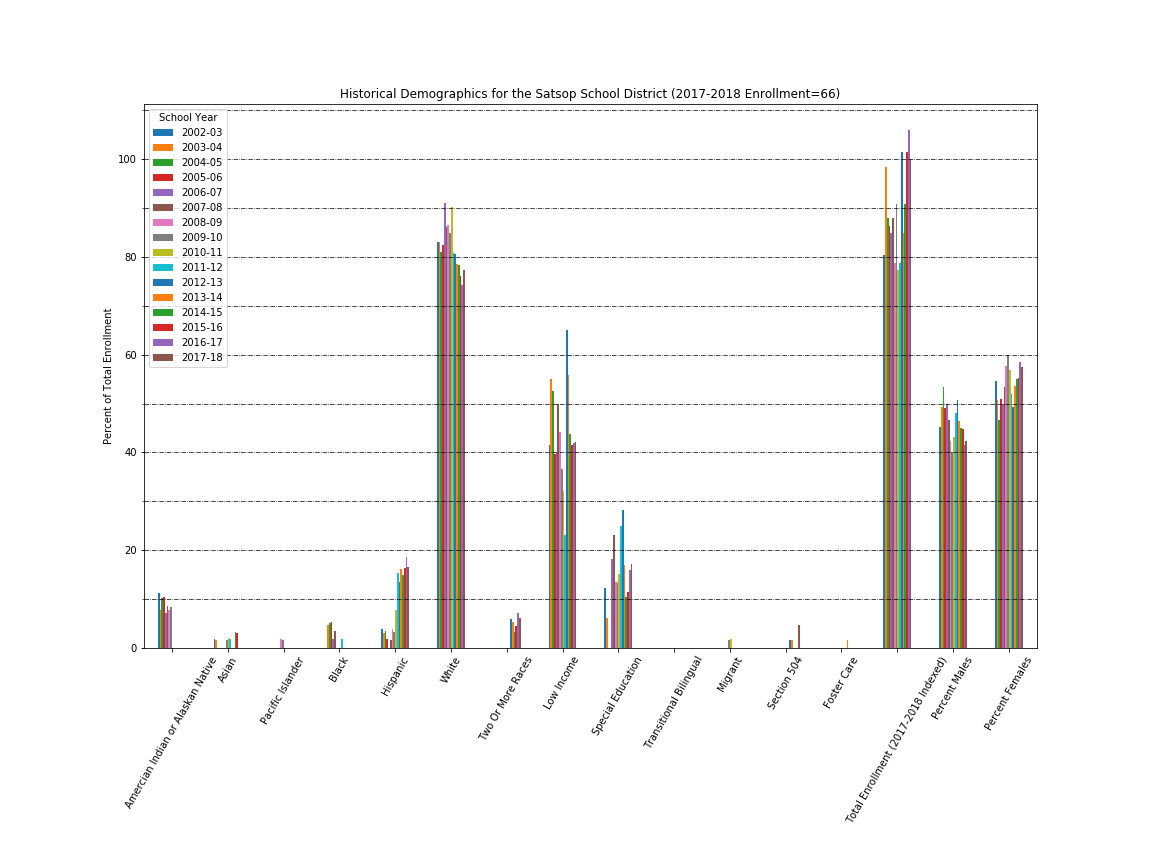 Historical Demographics for the Satsop School District (2017-2018 Enrollment=66)
School Year
2002-03
2003-04
2004-05
2005-06
2006-07
2007-08
2008-09
2009-10
2010-11
2011-12
2012-13
2013-14
2014-15
2015-16
2016-17
2017-18
Percent of Total Enrollment
100
80
60
40
20
0
Amercian Indian or Alaskan Native
Asian
Pacific Islander
Black
Hispanic
White
Two Or More Races
Low Income
Special Education
Transitional Bilingual
Migrant
Section 504
Foster Care
Total Enrollment (2017-2018 Indexed)
Percent Males
Percent Females